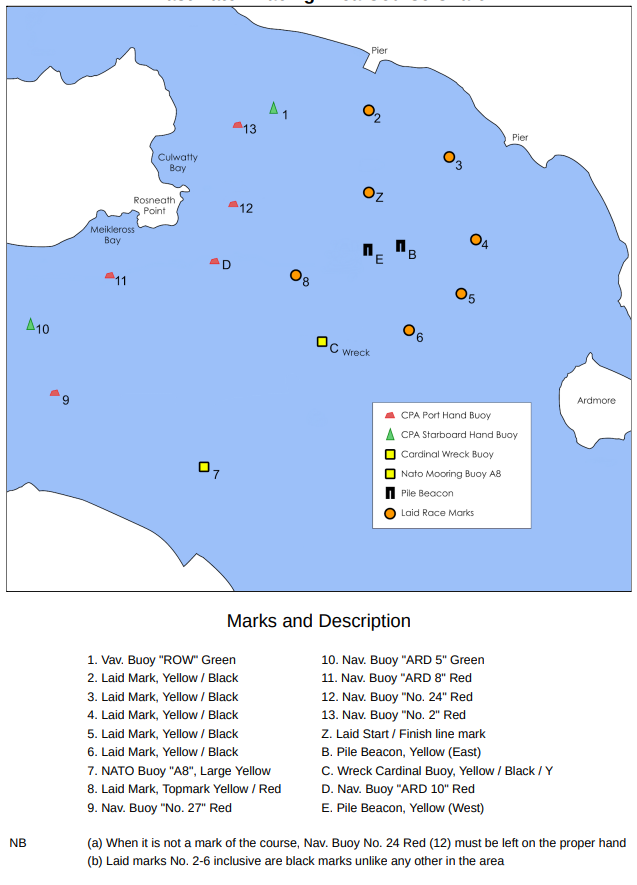 Pier
Pier
1
2
13
3
Culwatty
Bay
Rosneath
Point
Z
12
Meikleross
Bay
4
B
E
D
11
8
5
10
6
C Wreck
9
Ardmore
CPA Port Hand Buoy
CPA Starboard Hand Buoy
Cardinal Wreck Buoy
Nato Mooring Buoy A8
Pile Beacon
Laid Race Marks
7
Marks and Description
1. Vav. Buoy "ROW" Green
2. Laid Mark, Yellow / Black
3. Laid Mark, Yellow / Black
4. Laid Mark, Yellow / Black
5. Laid Mark, Yellow / Black
6. Laid Mark, Yellow / Black
7. NATO Buoy "A8", Large Yellow
8. Laid Mark, Topmark Yellow / Red
9. Nav. Buoy "No. 27" Red
10. Nav. Buoy "ARD 5" Green
11. Nav. Buoy "ARD 8" Red
12. Nav. Buoy "No. 24" Red
13. Nav. Buoy "No. 2" Red
Z. Laid Start / Finish line mark
B. Pile Beacon, Yellow (East)
C. Wreck Cardinal Buoy, Yellow / Black / Y
D. Nav. Buoy "ARD 10" Red
E. Pile Beacon, Yellow (West)
NB (a) When it is not a mark of the course, Nav. Buoy No. 24 Red (12) must be left on the proper hand
(b) Laid marks No. 2-6 inclusive are black marks unlike any other in the area